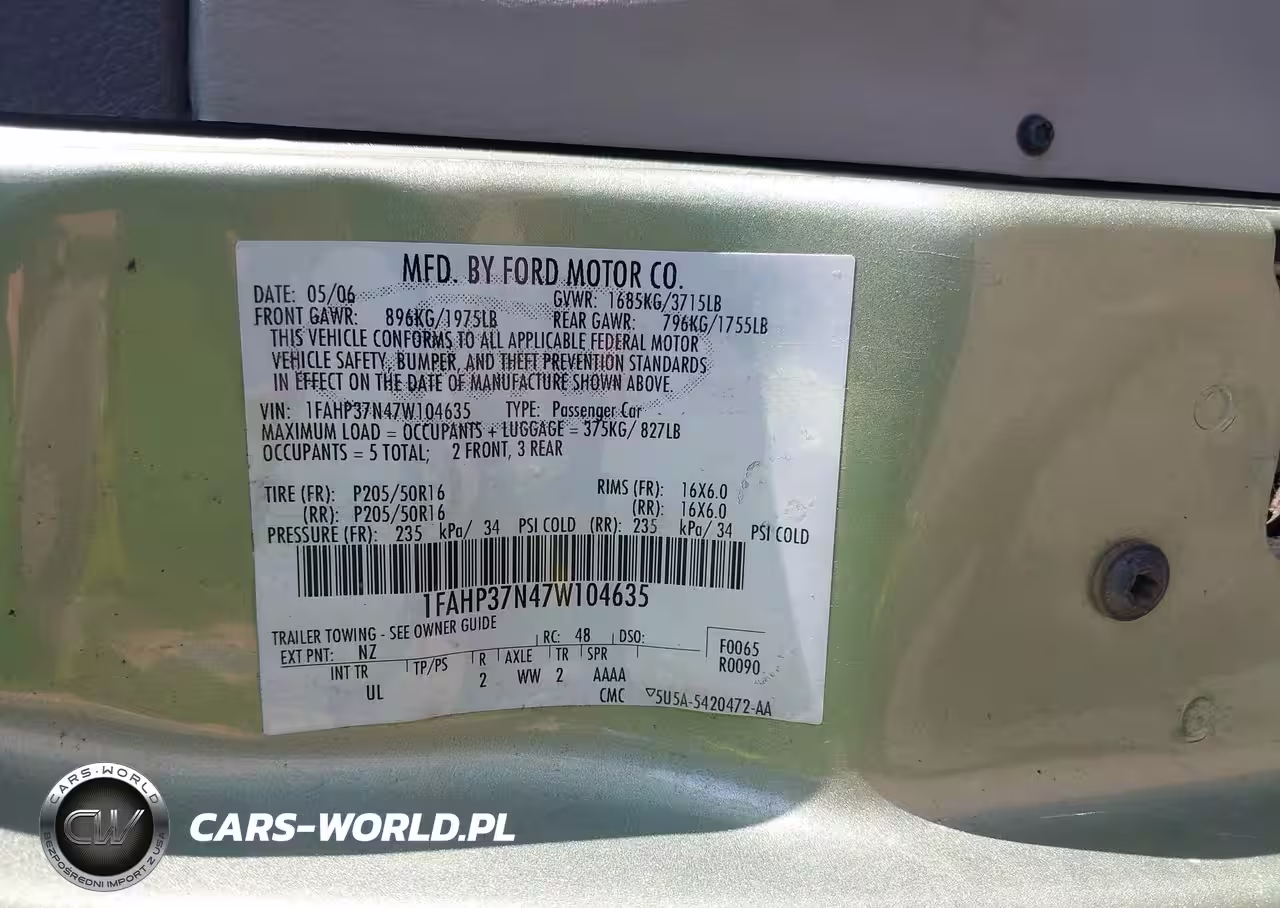 MFD. BY FORD MOTOR CO.
DATE: 05/06 GVWR: 1685KG/3715LB
FRONT GAWR: 896KG/1975LB REAR GAWR: 796KG/1755LB
THIS VEHICLE CONFORMS TO ALL APPLICABLE FEDERAL MOTOR
VEHICLE SAFETY, BUMPER, AND THEFT PREVENTION STANDARDS
IN EFFECT ON THE DATE OF MANUFACTURE SHOWN ABOVE.
VIN: 1FAHP37N47W104635 TYPE: Passenger Car
MAXIMUM LOAD = OCCUPANTS + LUGGAGE = 375KG/ 827LB
OCCUPANTS = 5 TOTAL; 2 FRONT, 3 REAR
TIRE (FR): P205/50R16 RIMS (FR): 16X6.0
(RR): P205/50R16 (RR): 16X6.0
PRESSURE (FR): 235 kPa/ 34 PSI COLD (RR): 235 kPa/ 34 PSI COLD
1FAHP37N47W104635
TRAILER TOWING - SEE OWNER GUIDE
EXT PNT: NZ RC: 48 DSO: F0065
INT TR TP/PS R AXLE TR SPR R0090
UL 2 WW 2 AAAA
CMC ▽5U5A-5420472-AA
CARS-WORLD
CW
BEZPOŚREDNI IMPORT Z USA
CARS-WORLD.PL